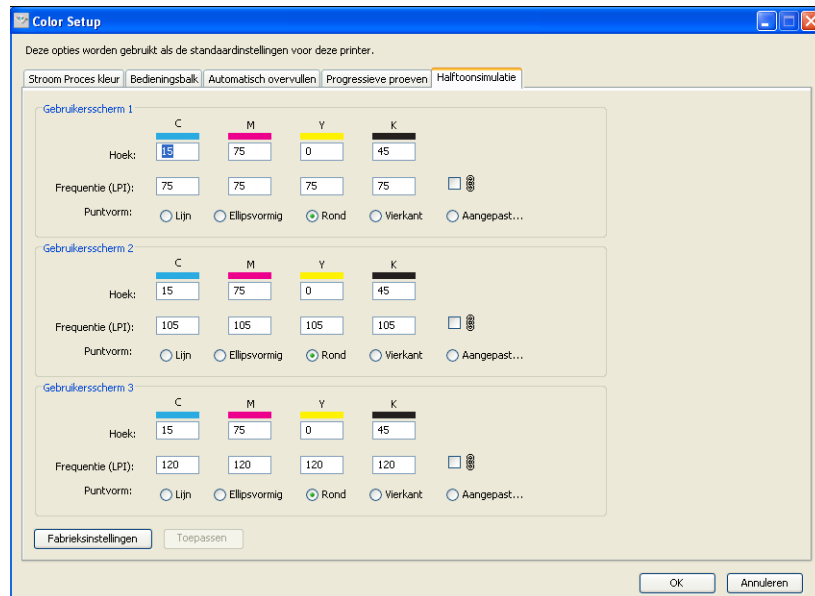 Color Setup
Deze opties worden gebruikt als de standaardinstellingen voor deze printer.
Stroom Proces kleur Bedieningsbalk Automatisch overvullen Progressieve proeven Halftoonsimulatie
Gebruikersscherm 1
C M Y K
Hoek: 15 75 0 45
Frequentie (LPI): 75 75 75 75
Puntvorm: Lijn Ellipsvormig Rond Vierkant Aangepast...
Gebruikersscherm 2
C M Y K
Hoek: 15 75 0 45
Frequentie (LPI): 105 105 105 105
Puntvorm: Lijn Ellipsvormig Rond Vierkant Aangepast...
Gebruikersscherm 3
C M Y K
Hoek: 15 75 0 45
Frequentie (LPI): 120 120 120 120
Puntvorm: Lijn Ellipsvormig Rond Vierkant Aangepast...
Fabrieksinstellingen Toepassen
OK Annuleren